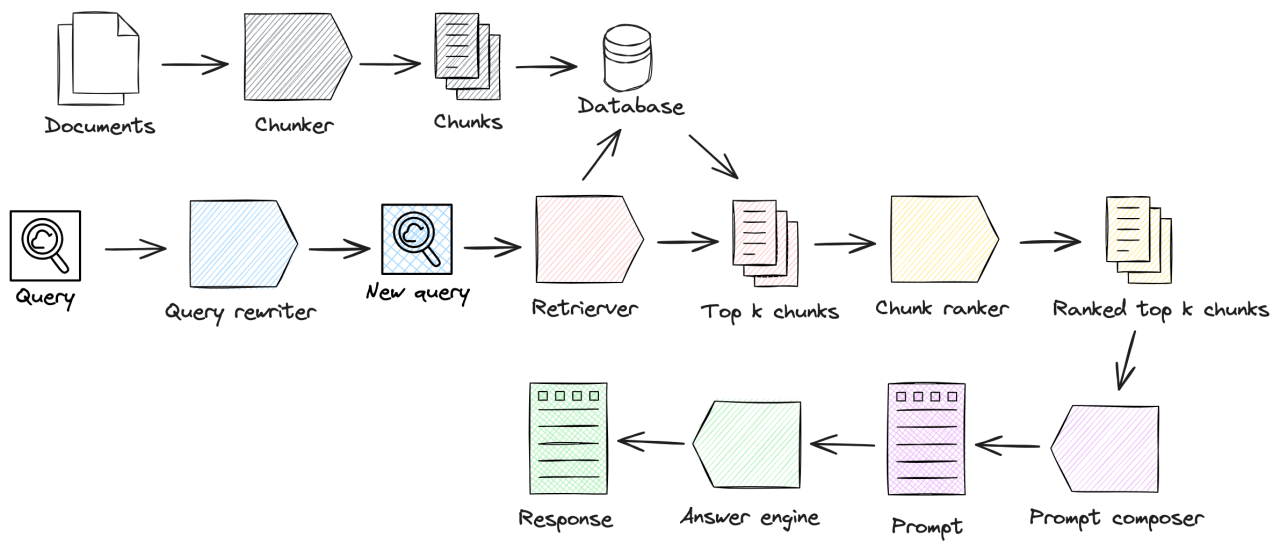 Documents
Chunker
Chunks
Database
Query
Query rewriter
New query
Retrierver
Top k chunks
Chunk ranker
Ranked top k chunks
Response
Answer engine
Prompt
Prompt composer